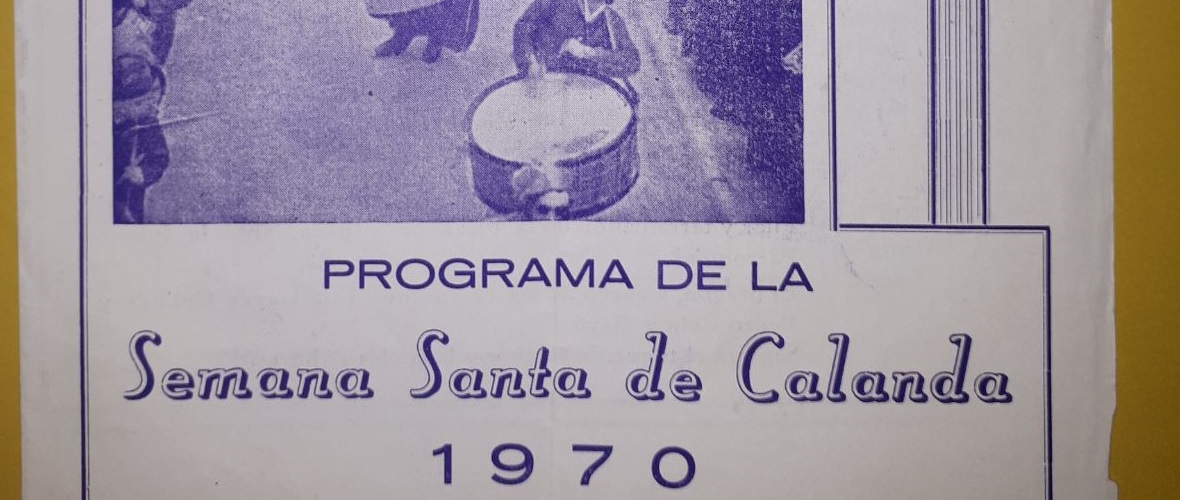 PROGRAMA DE LA
Semana Santa de Calanda
1970